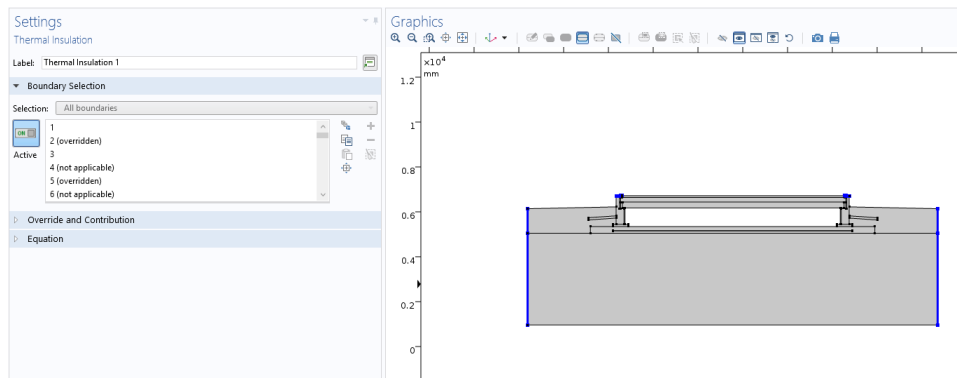 Settings
Thermal Insulation
Label: Thermal Insulation 1
Boundary Selection
Selection: All boundaries
ON
Active
1
2 (overridden)
3
4 (not applicable)
5 (overridden)
6 (not applicable)
Override and Contribution
Equation
Graphics
×10⁴
mm
1.2
1
0.8
0.6
0.4
0.2
0